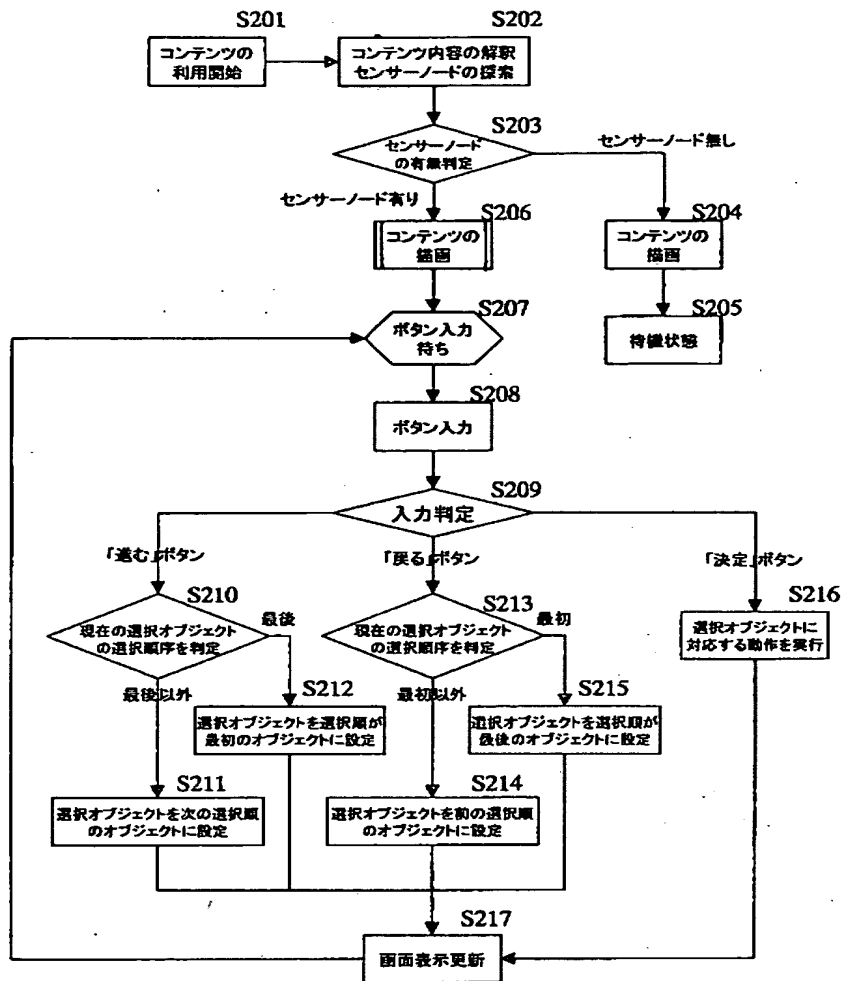 S201
コンテンツの
利用開始
S202
コンテンツ内容の解釈
センサーノードの探索
S203
センサーノード
の有無判定
センサーノード無し
センサーノード有り
S206
コンテンツの
描画
S204
コンテンツの
描画
S207
ボタン入力
待ち
S205
待機状態
S208
ボタン入力
S209
入力判定
「進む」ボタン
「戻る」ボタン
「決定」ボタン
S210
現在の選択オブジェクト
の選択順序を判定
最後
最後以外
S213
現在の選択オブジェクト
の選択順序を判定
最初
最初以外
S216
選択オブジェクトに
対応する動作を実行
S212
選択オブジェクトを選択順が
最初のオブジェクトに設定
S215
選択オブジェクトを選択順が
最後のオブジェクトに設定
S211
選択オブジェクトを次の選択順
のオブジェクトに設定
S214
選択オブジェクトを前の選択順
のオブジェクトに設定
S217
画面表示更新